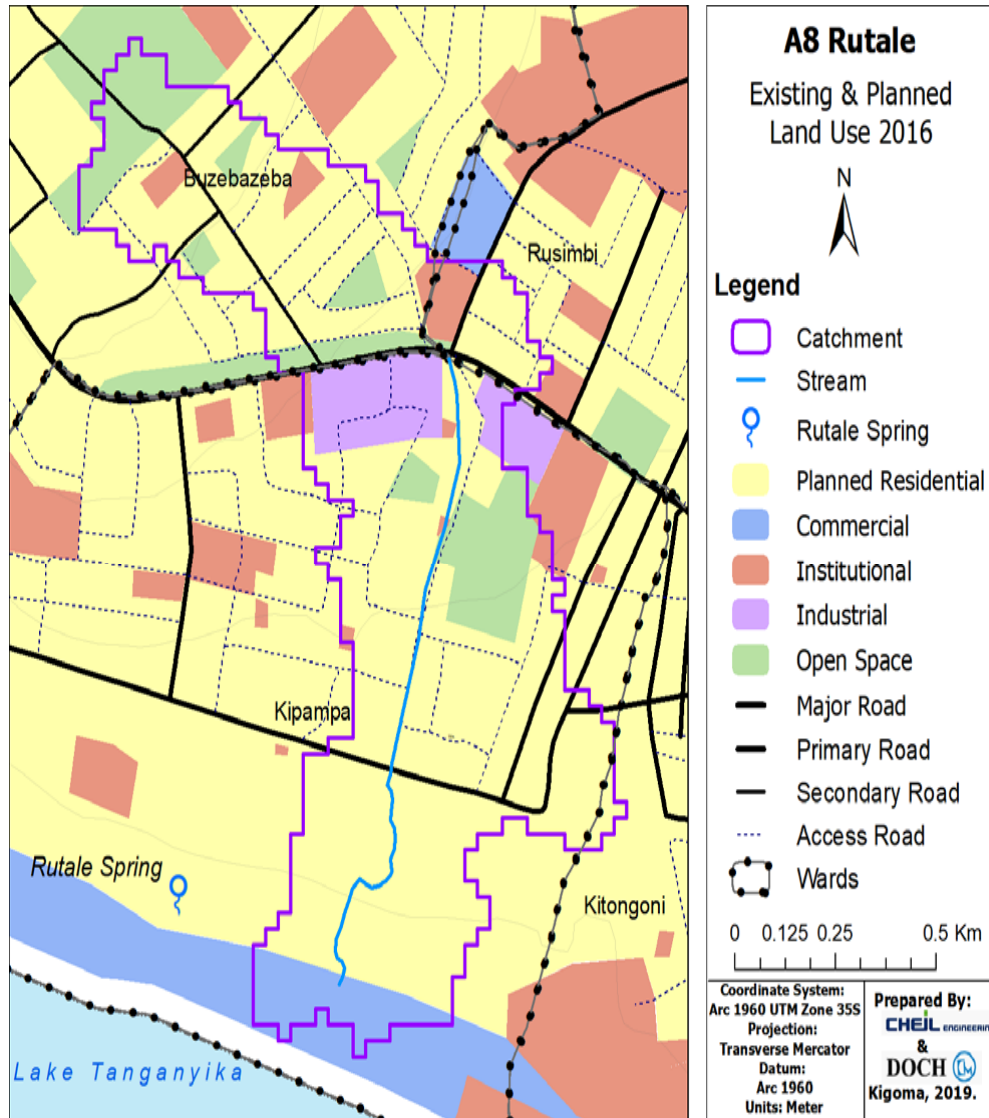 Buzebazeba
Rusimbi
Kipampa
Rutale Spring
Kitongoni
Lake Tanganyika
A8 Rutale
Existing & Planned
Land Use 2016
N
Legend
Catchment
Stream
Rutale Spring
Planned Residential
Commercial
Institutional
Industrial
Open Space
Major Road
Primary Road
Secondary Road
Access Road
Wards
0 0.125 0.25 0.5 Km
Coordinate System:
Arc 1960 UTM Zone 35S
Projection:
Transverse Mercator
Datum:
Arc 1960
Units: Meter
Prepared By:
CHEIL ENGINEERING
&
DOCH
Kigoma, 2019.